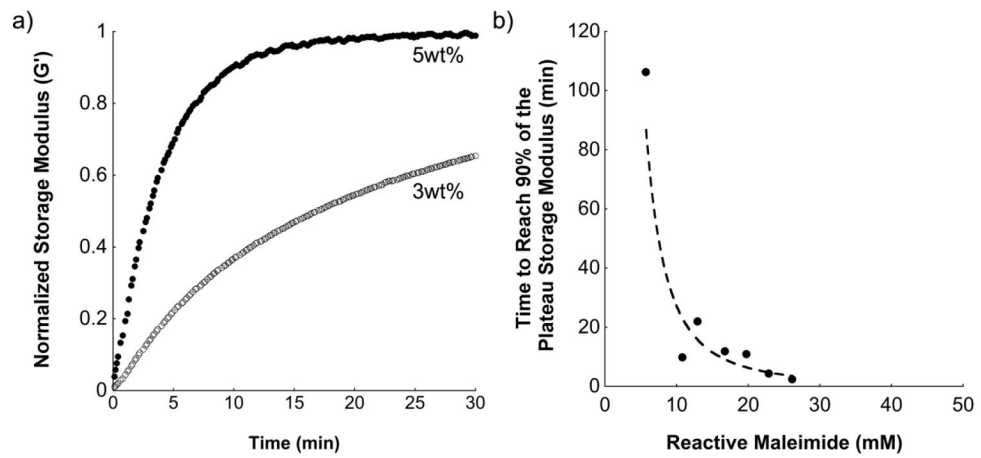 a)
Normalized Storage Modulus (G')
1
0.8
0.6
0.4
0.2
0
5wt%
3wt%
0 5 10 15 20 25 30
Time (min)
b)
Time to Reach 90% of the
Plateau Storage Modulus (min)
120
100
80
60
40
20
0
0 10 20 30 40 50
Reactive Maleimide (mM)